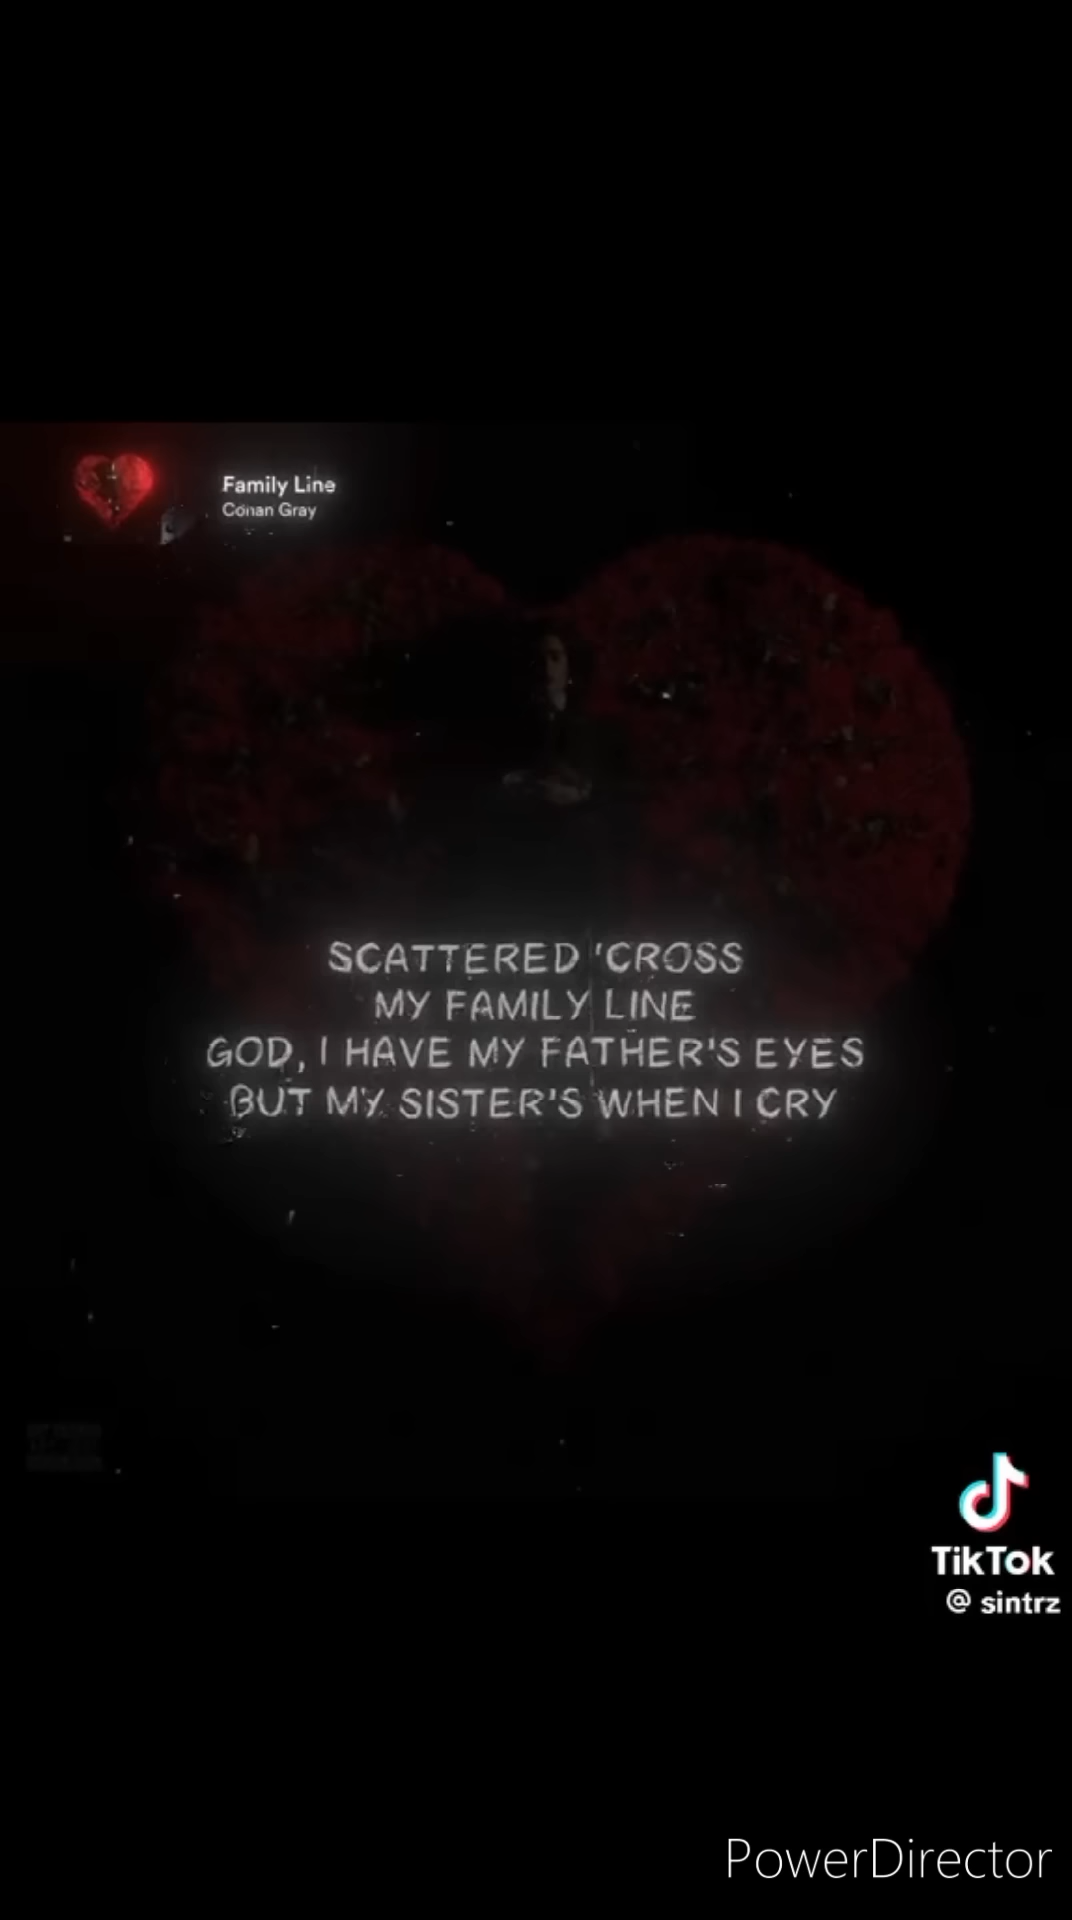 Family Line
Conan Gray
SCATTERED 'CROSS
MY FAMILY LINE
GOD, I HAVE MY FATHER'S EYES
BUT MY SISTER'S WHEN I CRY
TikTok
@ sintrz
PowerDirector